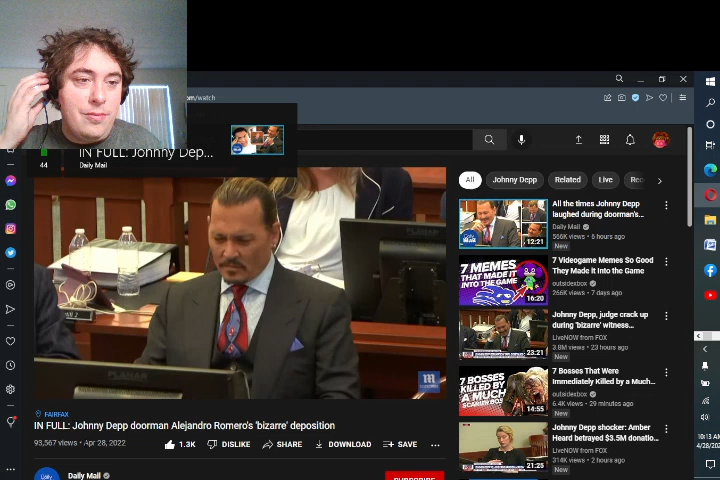 om/watch
IN FULL: Johnny Dep...
44
Daily Mail
All
Johnny Depp
Related
Live
Rec
All the times Johnny Depp
laughed during doorman's...
Daily Mail
566K views • 6 hours ago
New
12:21
7 Videogame Memes So Good
They Made it Into the Game
outsidexbox
266K views • 7 days ago
7 MEMES
THAT MADE IT
INTO THE GAME
16:20
Johnny Depp, judge crack up
during 'bizarre' witness...
LiveNOW from FOX
3.8M views • 23 hours ago
New
23:21
7 Bosses That Were
Immediately Killed by a Much...
outsidexbox
6.4K views • 29 minutes ago
New
7 BOSSES
KILLED BY
A MUCH
SCARIER BOSS
14:55
Johnny Depp shocker: Amber
Heard betrayed $3.5M donatio...
LiveNOW from FOX
314K views • 2 hours ago
New
21:25
FAIRFAX
IN FULL: Johnny Depp doorman Alejandro Romero's 'bizarre' deposition
93,567 views • Apr 28, 2022
1.3K
DISLIKE
SHARE
DOWNLOAD
SAVE
Daily Mail
SUBSCRIBE
10:13 AM
4/28/202